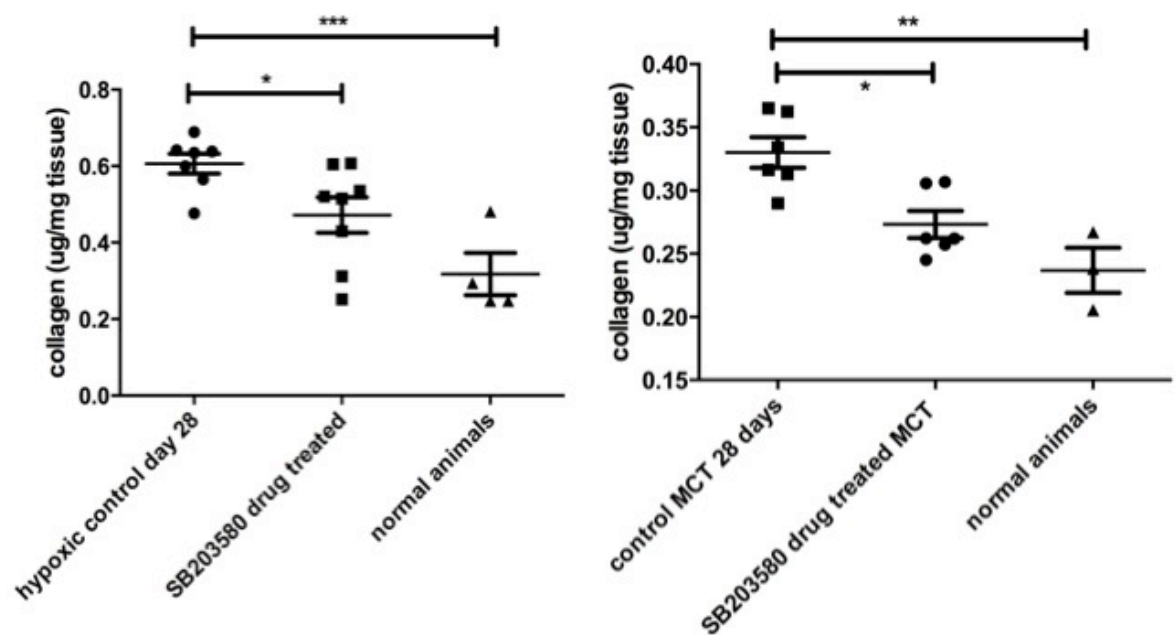 ***
*
collagen (ug/mg tissue)
0.8
0.6
0.4
0.2
0.0
hypoxic control day 28
SB203580 drug treated
normal animals
**
*
collagen (ug/mg tissue)
0.40
0.35
0.30
0.25
0.20
0.15
control MCT 28 days
SB203580 drug treated MCT
normal animals